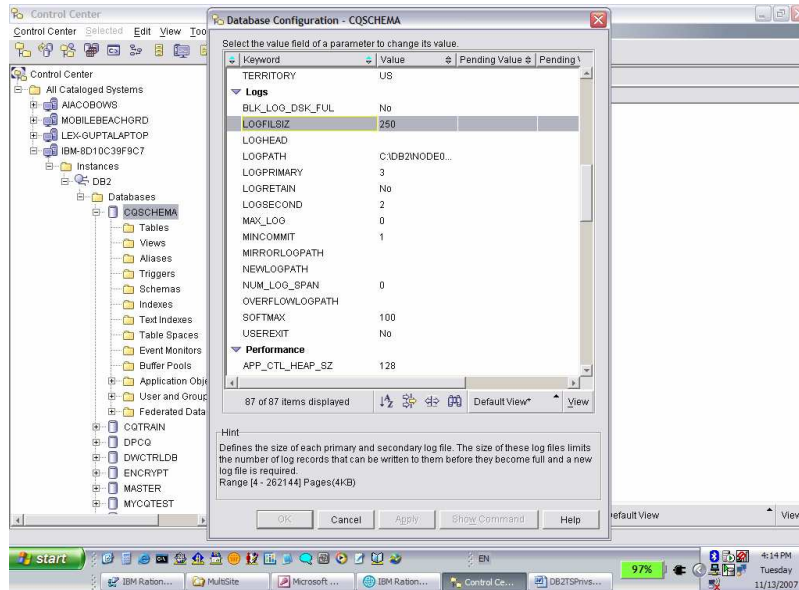 Control Center
Control Center Selected Edit View Too
Control Center
All Cataloged Systems
AIACOBOWS
MOBILEBEACHGRD
LEX-GUPTALAPTOP
IBM-8D10C39F9C7
Instances
DB2
Databases
CQSCHEMA
Tables
Views
Aliases
Triggers
Schemas
Indexes
Text Indexes
Table Spaces
Event Monitors
Buffer Pools
Application Obje
User and Group
Federated Data
CQTRAIN
DPCQ
DWCTRLDB
ENCRYPT
MASTER
MYCQTEST
Database Configuration - CQSCHEMA
Select the value field of a parameter to change its value.
Keyword Value Pending Value Pending V
TERRITORY US
Logs
BLK_LOG_DSK_FUL No
LOGFILSIZ 250
LOGHEAD
LOGPATH C:\DB2\NODE0...
LOGPRIMARY 3
LOGRETAIN No
LOGSECOND 2
MAX_LOG 0
MINCOMMIT 1
MIRRORLOGPATH
NEWLOGPATH
NUM_LOG_SPAN 0
OVERFLOWLOGPATH
SOFTMAX 100
USEREXIT No
Performance
APP_CTL_HEAP_SZ 128
87 of 87 items displayed Default View* View
Hint
Defines the size of each primary and secondary log file. The size of these log files limits
the number of log records that can be written to them before they become full and a new
log file is required.
Range [4 - 262144] Pages(4KB)
OK Cancel Apply Show Command Help
efault View View
start EN 97% 4:14 PM
Tuesday
11/13/2007
IBM Ration... MultiSite Microsoft ... IBM Ration... Control Ce... DB2TSPrivs...